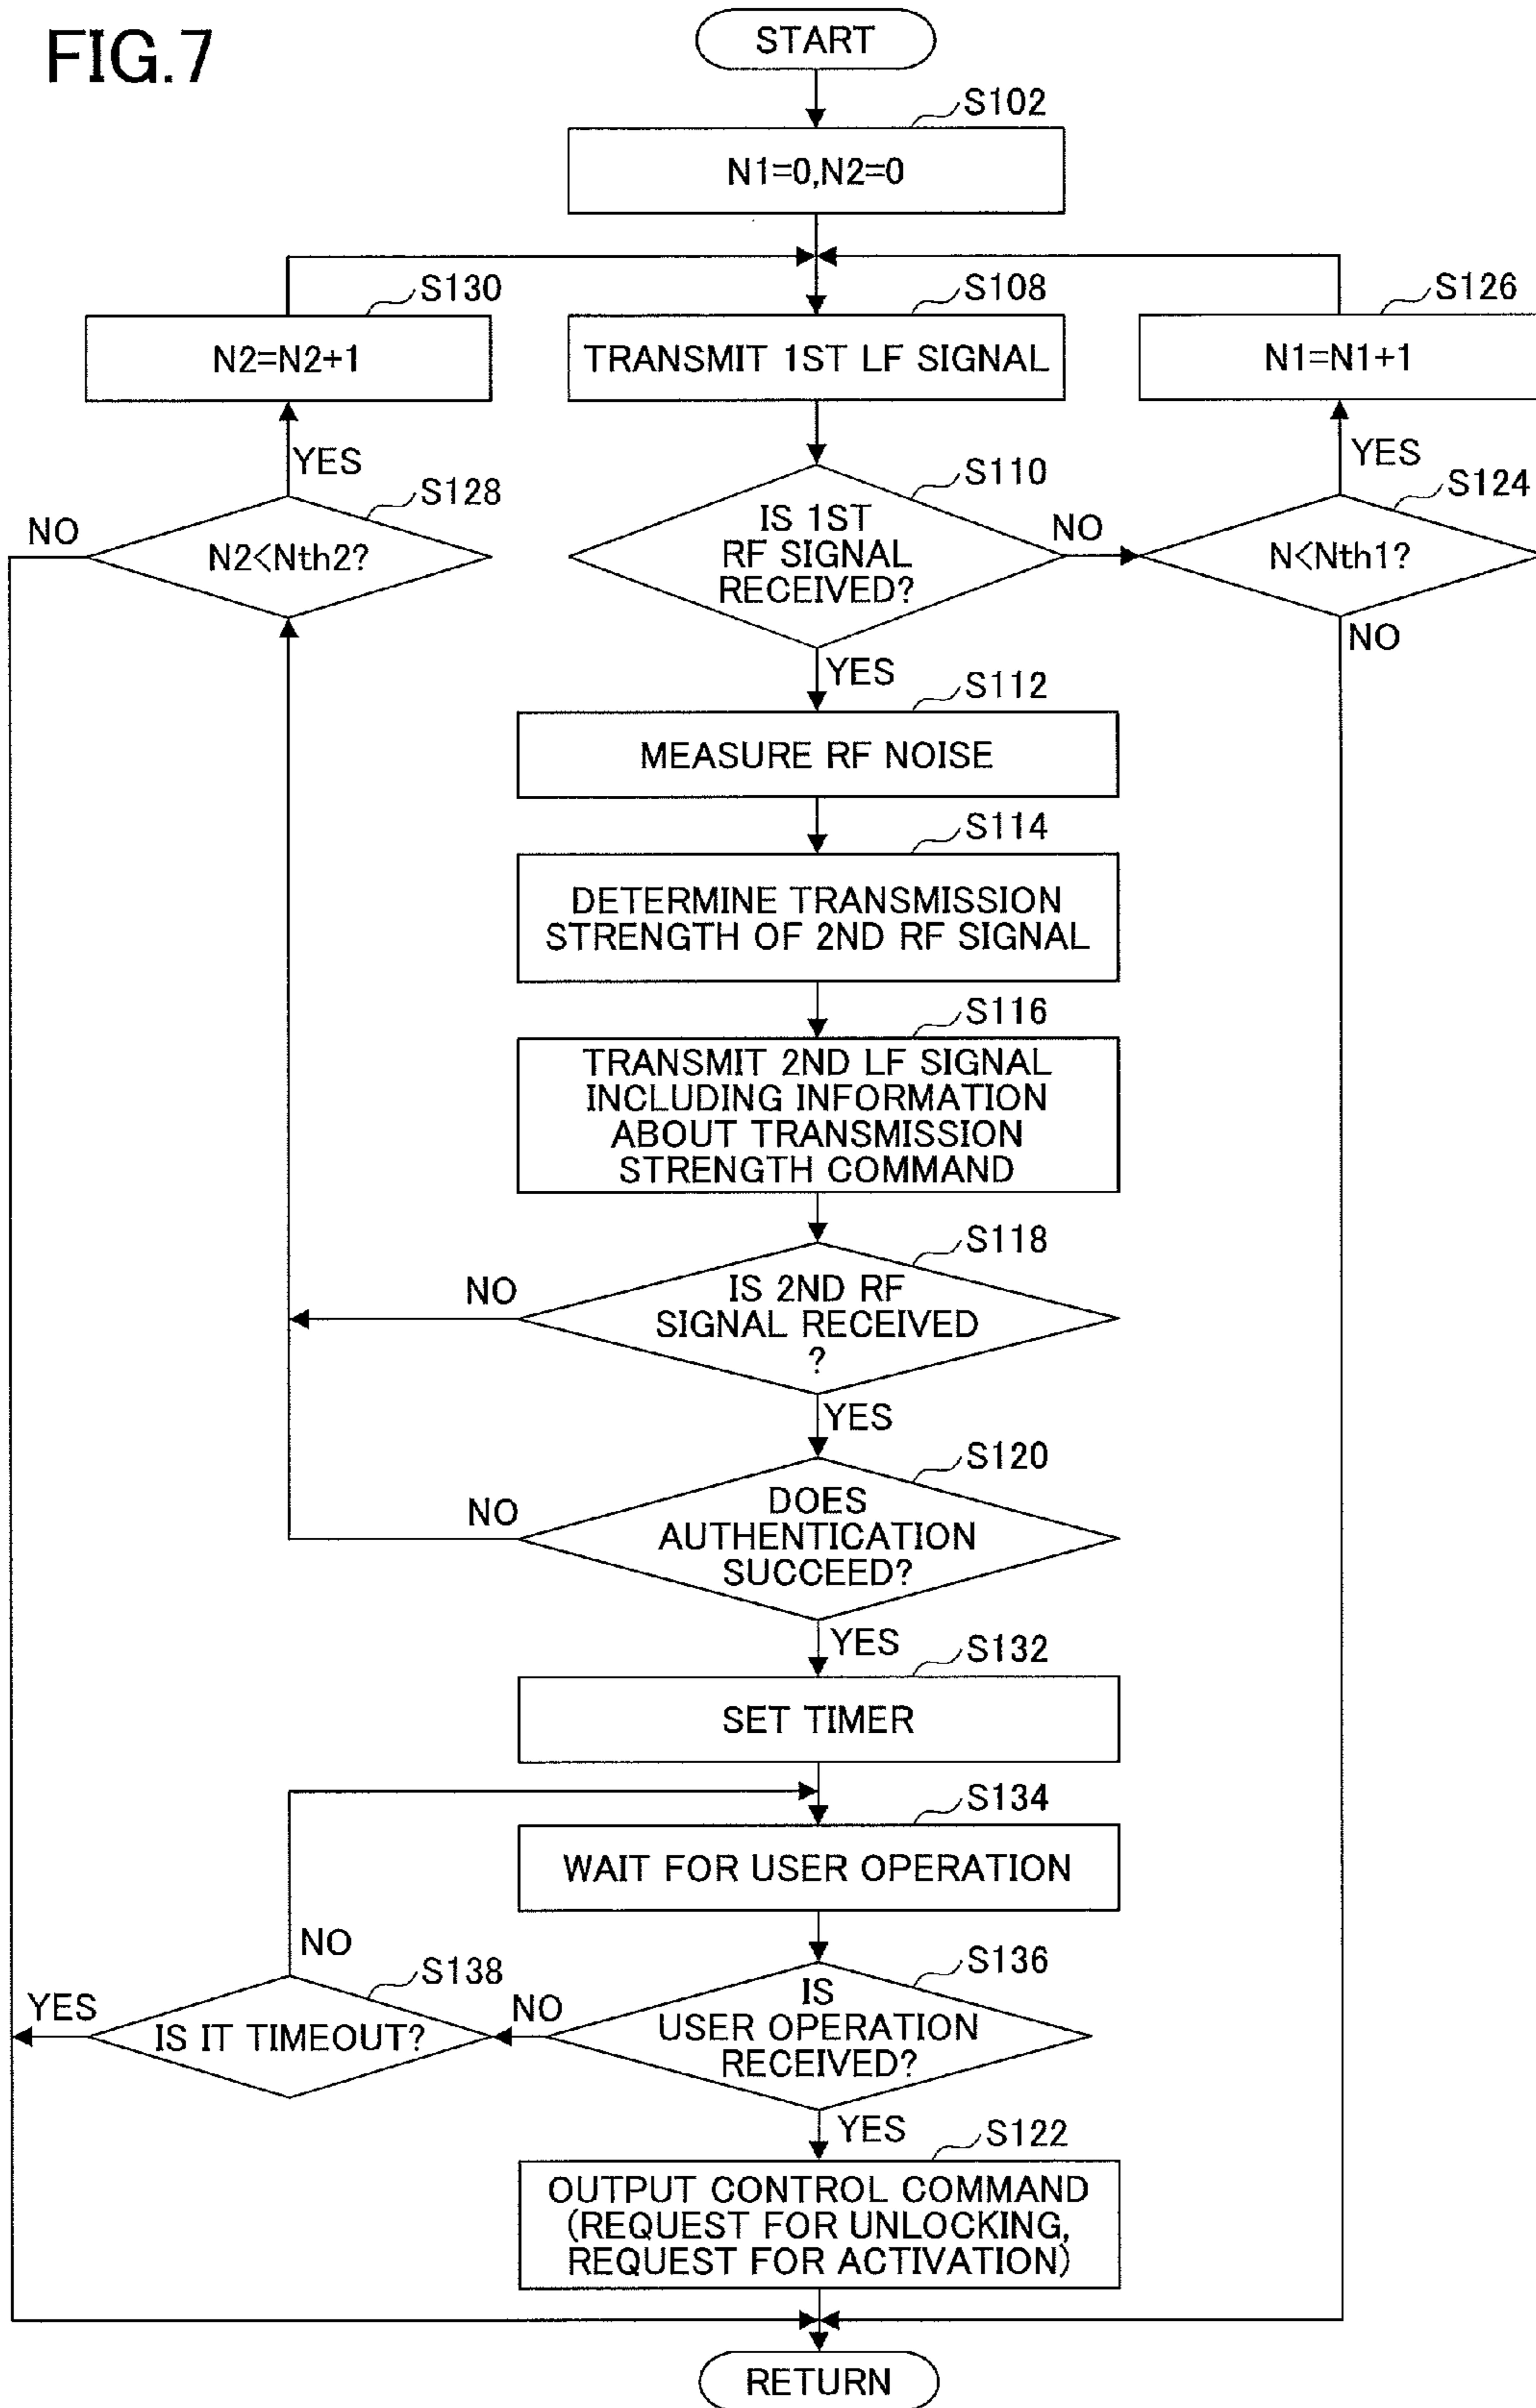 FIG.7
START
S102
N1=0,N2=0
S130
N2=N2+1
S108
TRANSMIT 1ST LF SIGNAL
S126
N1=N1+1
YES
S128
NO
N2<Nth2?
S110
IS 1ST
RF SIGNAL
RECEIVED?
NO
YES
S124
N<Nth1?
NO
YES
S112
MEASURE RF NOISE
S114
DETERMINE TRANSMISSION
STRENGTH OF 2ND RF SIGNAL
S116
TRANSMIT 2ND LF SIGNAL
INCLUDING INFORMATION
ABOUT TRANSMISSION
STRENGTH COMMAND
S118
NO
IS 2ND RF
SIGNAL RECEIVED
?
YES
S120
NO
DOES
AUTHENTICATION
SUCCEED?
YES
S132
SET TIMER
S134
WAIT FOR USER OPERATION
NO
S138
YES
IS IT TIMEOUT?
NO
S136
IS
USER OPERATION
RECEIVED?
YES
S122
OUTPUT CONTROL COMMAND
(REQUEST FOR UNLOCKING,
REQUEST FOR ACTIVATION)
RETURN